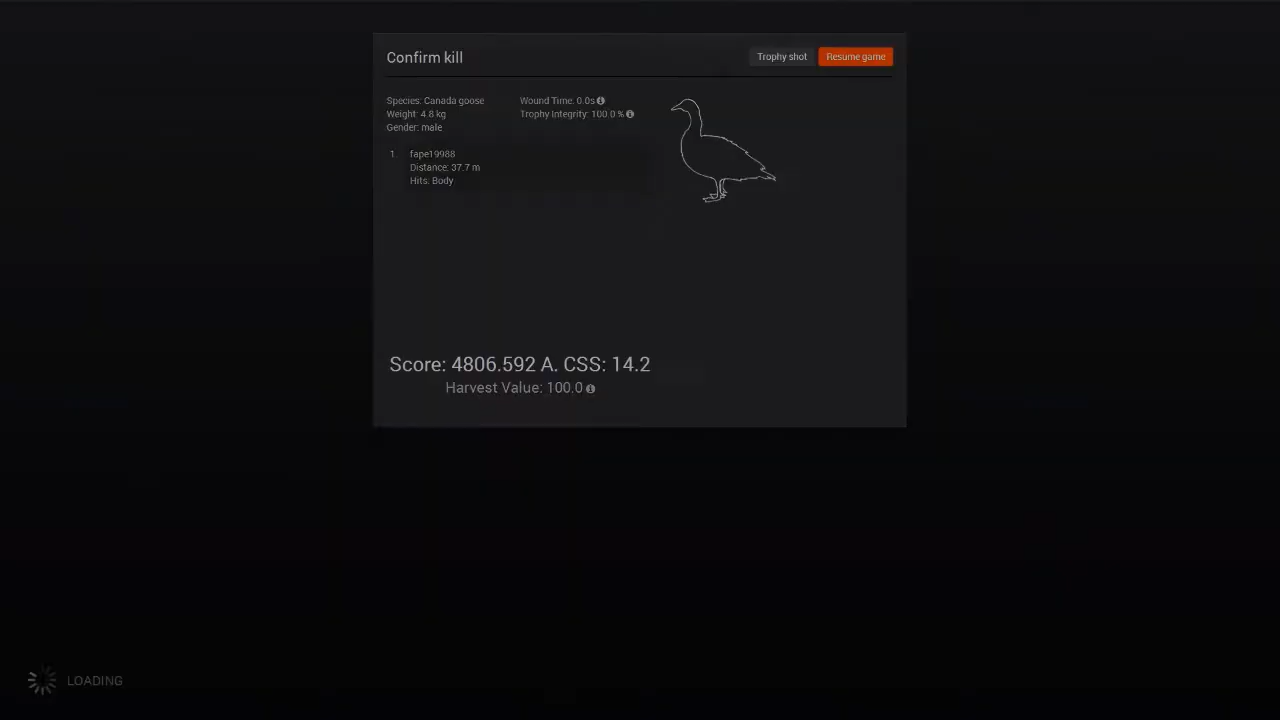 Confirm kill
Trophy shot
Resume game
Species: Canada goose
Weight: 4.8 kg
Gender: male
Wound Time: 0.0s
Trophy Integrity: 100.0 %
1. fape19988
Distance: 37.7 m
Hits: Body
Score: 4806.592 A. CSS: 14.2
Harvest Value: 100.0
LOADING